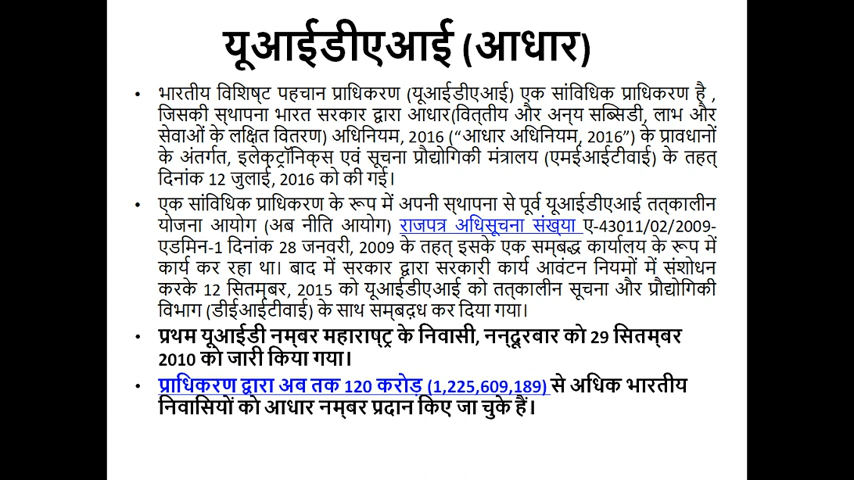 यूआईडीएआई (आधार)
• भारतीय विशिष्ट पहचान प्राधिकरण (यूआईडीएआई) एक सांविधिक प्राधिकरण है ,
जिसकी स्थापना भारत सरकार द्वारा आधार(वित्तीय और अन्य सब्सिडी, लाभ और
सेवाओं के लक्षित वितरण) अधिनियम, 2016 (“आधार अधिनियम, 2016”) के प्रावधानों
के अंतर्गत, इलेक्ट्रॉनिक्स एवं सूचना प्रौद्योगिकी मंत्रालय (एमईआईटीवाई) के तहत्
दिनांक 12 जुलाई, 2016 को की गई।
• एक सांविधिक प्राधिकरण के रूप में अपनी स्थापना से पूर्व यूआईडीएआई तत्कालीन
योजना आयोग (अब नीति आयोग) राजपत्र अधिसूचना संख्या ए-43011/02/2009-
एडमिन-1 दिनांक 28 जनवरी, 2009 के तहत् इसके एक सम्बद्ध कार्यालय के रूप में
कार्य कर रहा था। बाद में सरकार द्वारा सरकारी कार्य आवंटन नियमों में संशोधन
करके 12 सितम्बर, 2015 को यूआईडीएआई को तत्कालीन सूचना और प्रौद्योगिकी
विभाग (डीईआईटीवाई) के साथ सम्बद्ध कर दिया गया।
• प्रथम यूआईडी नम्बर महाराष्ट्र के निवासी, नन्दूरबार को 29 सितम्बर
2010 को जारी किया गया।
• प्राधिकरण द्वारा अब तक 120 करोड़ (1,225,609,189) से अधिक भारतीय
निवासियों को आधार नम्बर प्रदान किए जा चुके हैं।